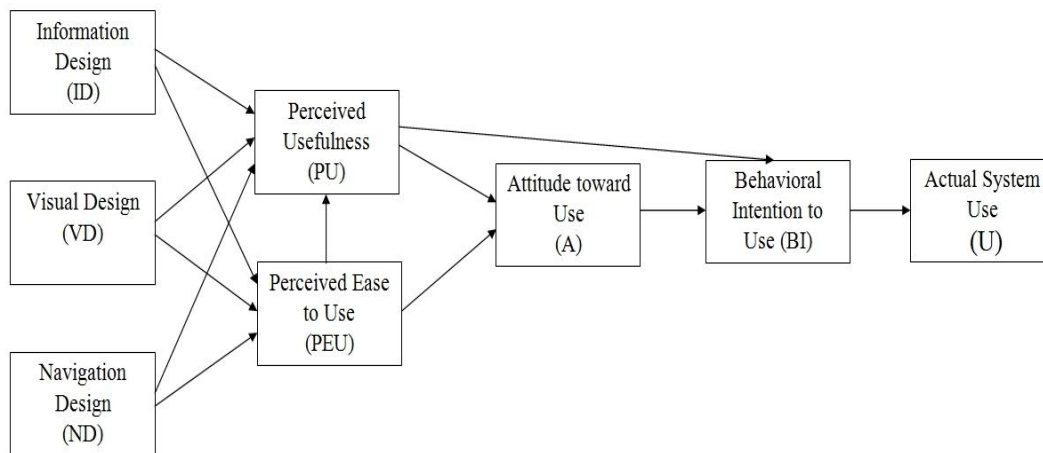 Information
Design
(ID)
Visual Design
(VD)
Navigation
Design
(ND)
Perceived
Usefulness
(PU)
Perceived Ease
to Use
(PEU)
Attitude toward
Use
(A)
Behavioral
Intention to
Use (BI)
Actual System
Use
(U)